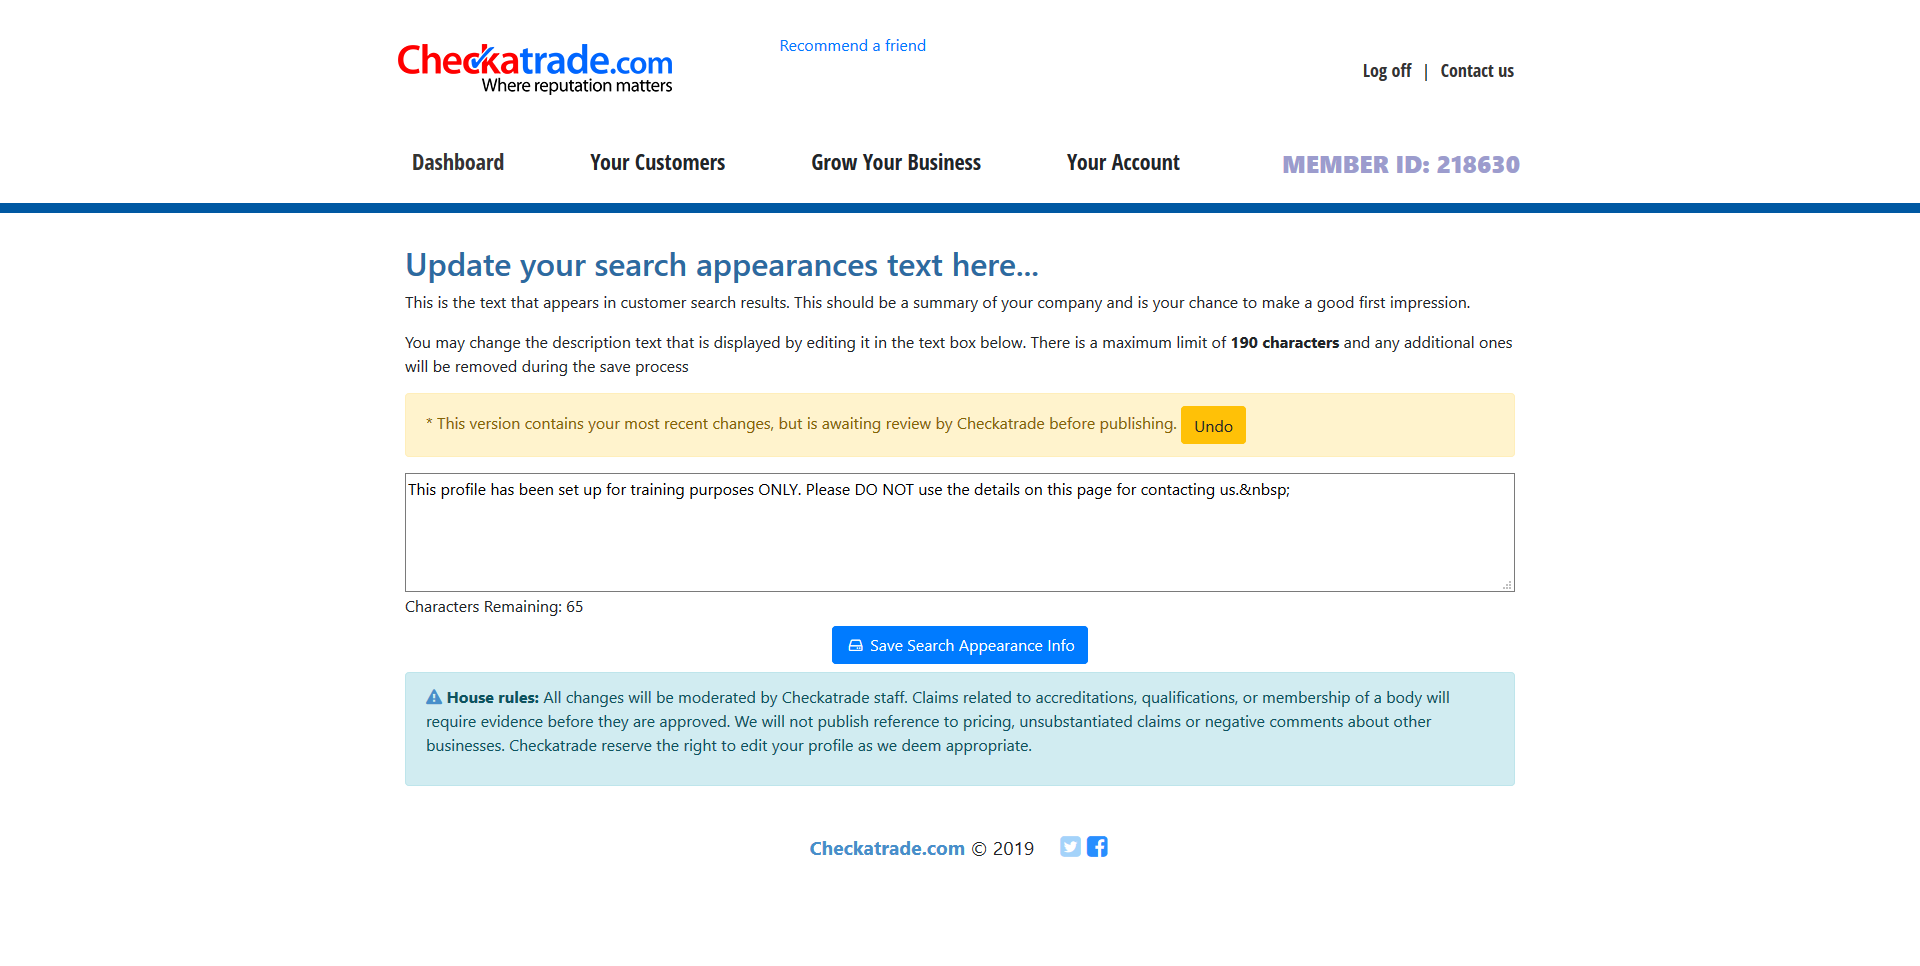 Checkatrade.com
Where reputation matters
Recommend a friend
Log off | Contact us
Dashboard Your Customers Grow Your Business Your Account MEMBER ID: 218630
Update your search appearances text here...
This is the text that appears in customer search results. This should be a summary of your company and is your chance to make a good first impression.
You may change the description text that is displayed by editing it in the text box below. There is a maximum limit of 190 characters and any additional ones
will be removed during the save process
* This version contains your most recent changes, but is awaiting review by Checkatrade before publishing. Undo
This profile has been set up for training purposes ONLY. Please DO NOT use the details on this page for contacting us.&nbsp;
Characters Remaining: 65
Save Search Appearance Info
House rules: All changes will be moderated by Checkatrade staff. Claims related to accreditations, qualifications, or membership of a body will
require evidence before they are approved. We will not publish reference to pricing, unsubstantiated claims or negative comments about other
businesses. Checkatrade reserve the right to edit your profile as we deem appropriate.
Checkatrade.com © 2019